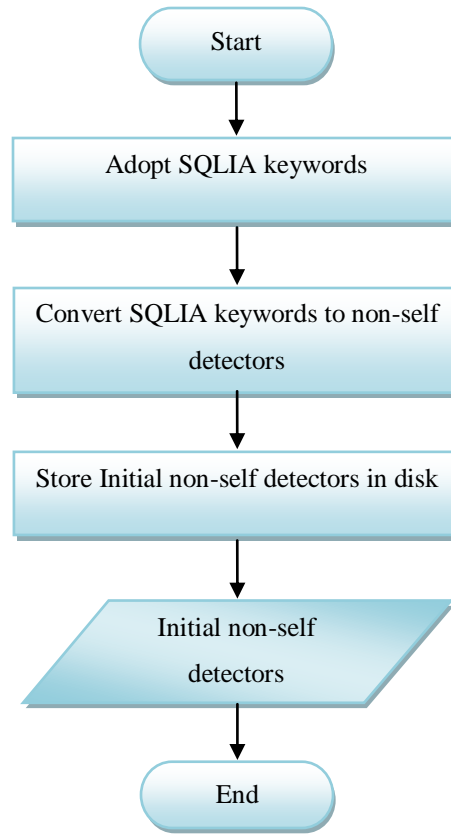 Start
Adopt SQLIA keywords
Convert SQLIA keywords to non-self
detectors
Store Initial non-self detectors in disk
Initial non-self
detectors
End